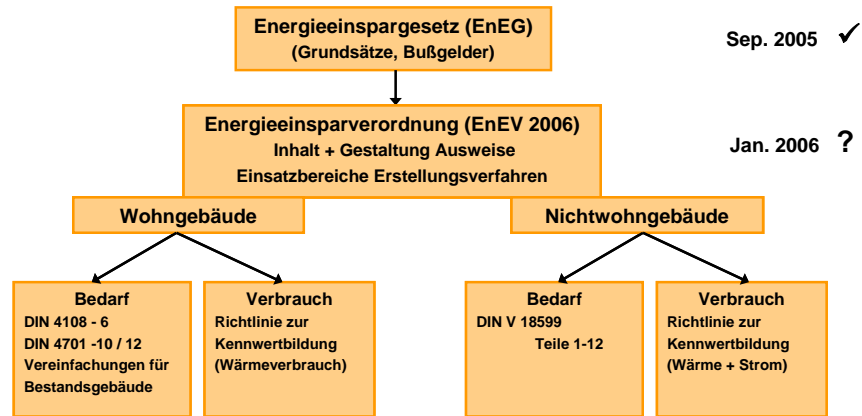 Energieeinspargesetz (EnEG)
(Grundsätze, Bußgelder)
Sep. 2005 ✓
Energieeinsparverordnung (EnEV 2006)
Inhalt + Gestaltung Ausweise
Einsatzbereiche Erstellungsverfahren
Jan. 2006 ?
Wohngebäude
Nichtwohngebäude
Bedarf
DIN 4108 - 6
DIN 4701 -10 / 12
Vereinfachungen für
Bestandsgebäude
Verbrauch
Richtlinie zur
Kennwertbildung
(Wärmeverbrauch)
Bedarf
DIN V 18599
Teile 1-12
Verbrauch
Richtlinie zur
Kennwertbildung
(Wärme + Strom)